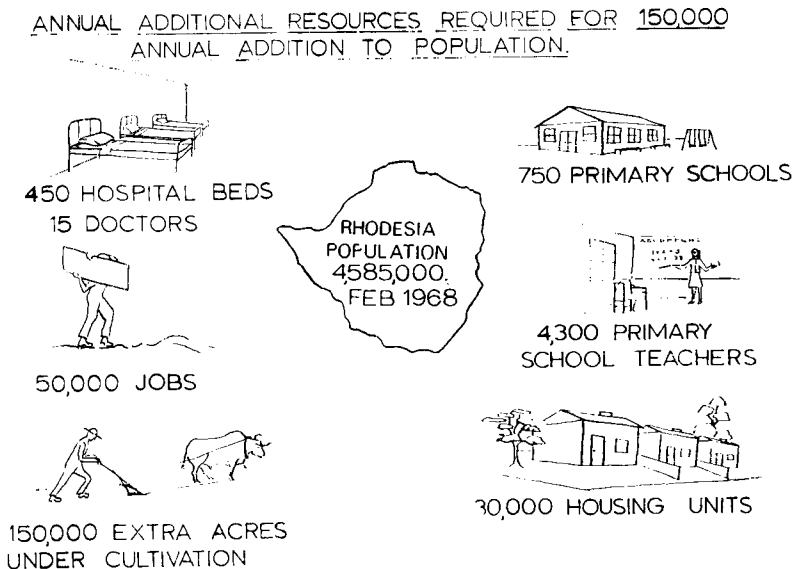 ANNUAL ADDITIONAL RESOURCES REQUIRED FOR 150,000
ANNUAL ADDITION TO POPULATION.
450 HOSPITAL BEDS
15 DOCTORS
50,000 JOBS
150,000 EXTRA ACRES
UNDER CULTIVATION
RHODESIA
POPULATION
4,585,000.
FEB 1968
750 PRIMARY SCHOOLS
4,300 PRIMARY
SCHOOL TEACHERS
30,000 HOUSING UNITS